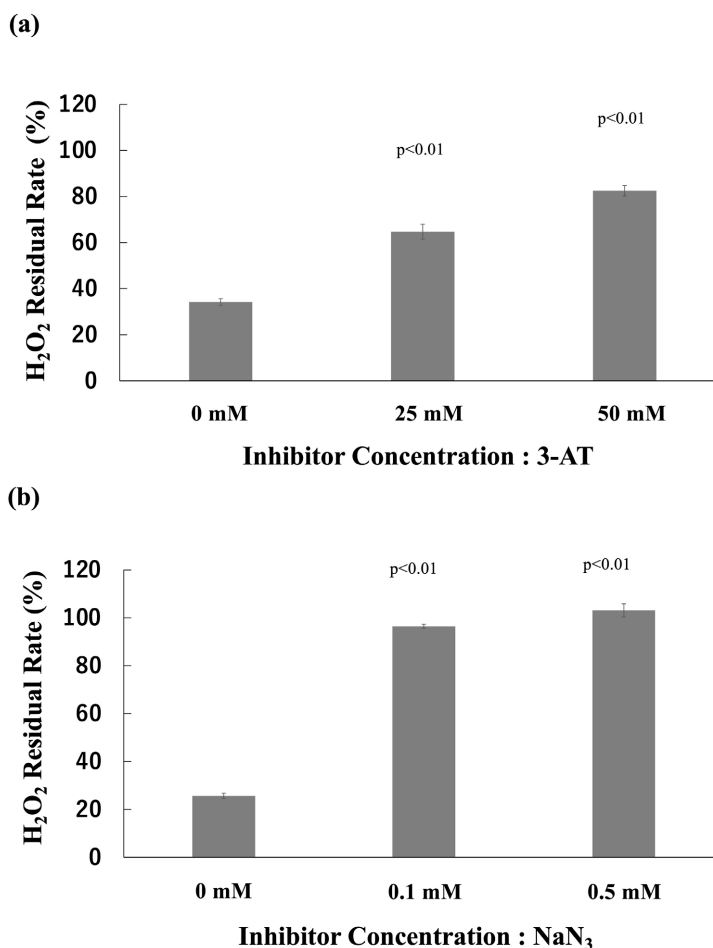 (a)
H₂O₂ Residual Rate (%)
120
100
80
60
40
20
0
p<0.01
p<0.01
0 mM 25 mM 50 mM
Inhibitor Concentration : 3-AT
(b)
H₂O₂ Residual Rate (%)
120
100
80
60
40
20
0
p<0.01 p<0.01
0 mM 0.1 mM 0.5 mM
Inhibitor Concentration : NaN₃